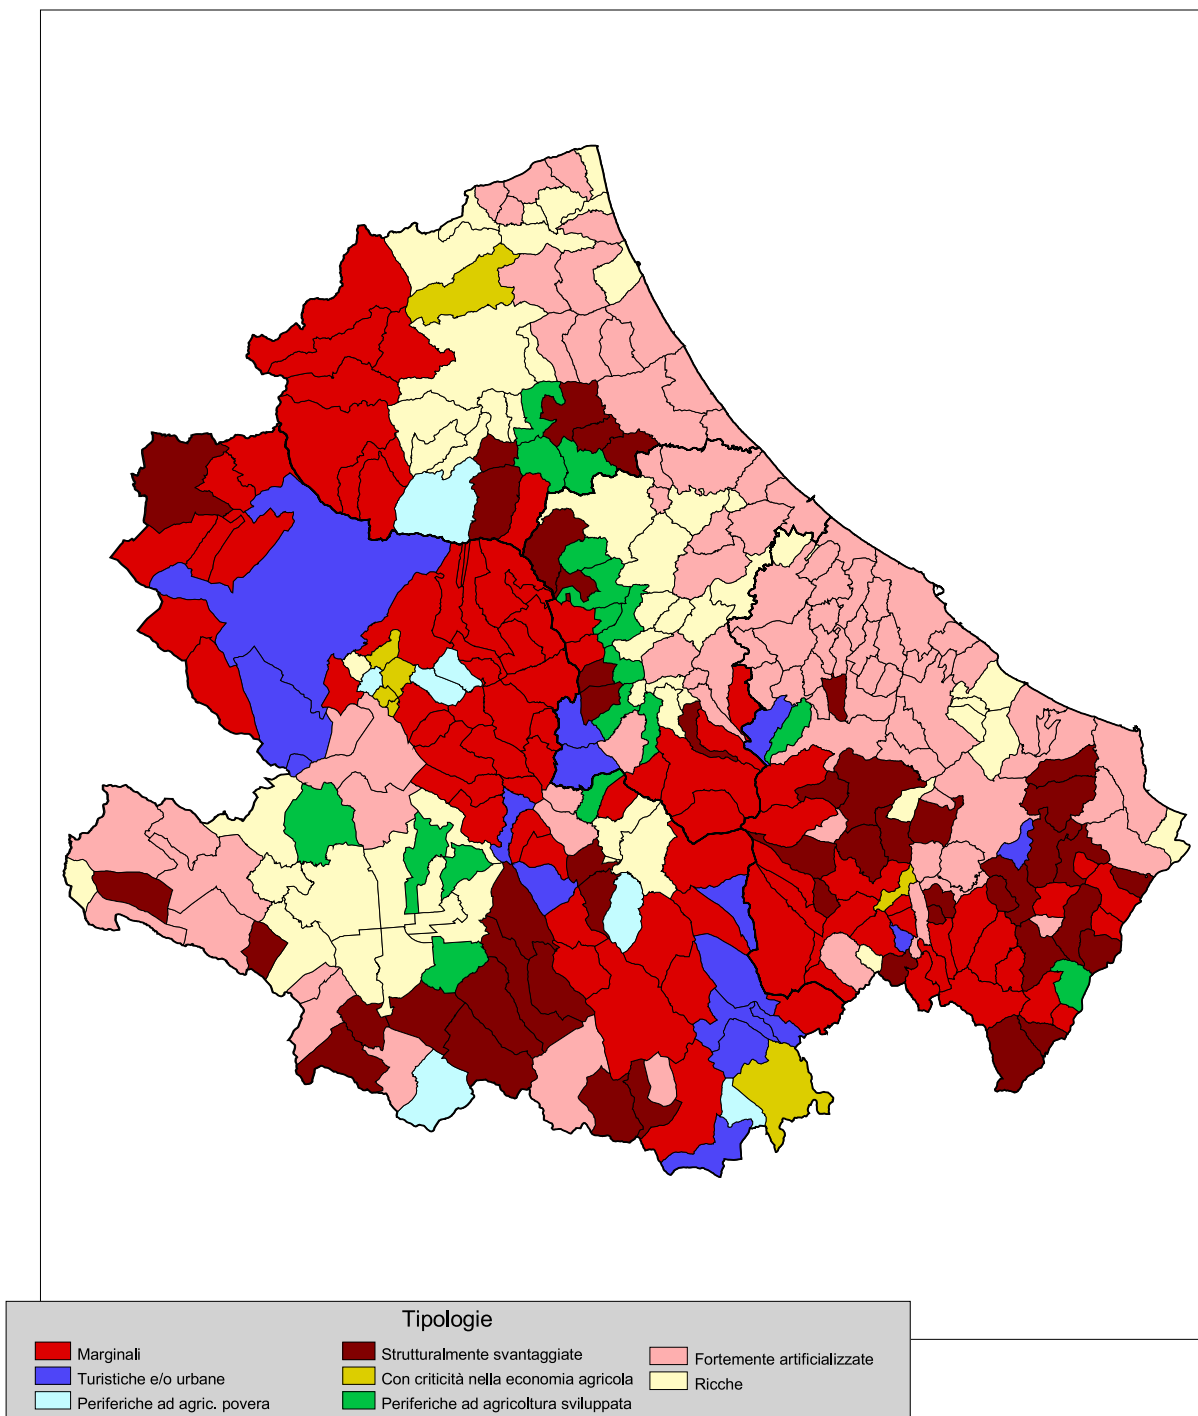 Tipologie
Marginali
Turistiche e/o urbane
Periferiche ad agric. povera
Strutturalmente svantaggiate
Con criticità nella economia agricola
Periferiche ad agricoltura sviluppata
Fortemente artificializzate
Ricche